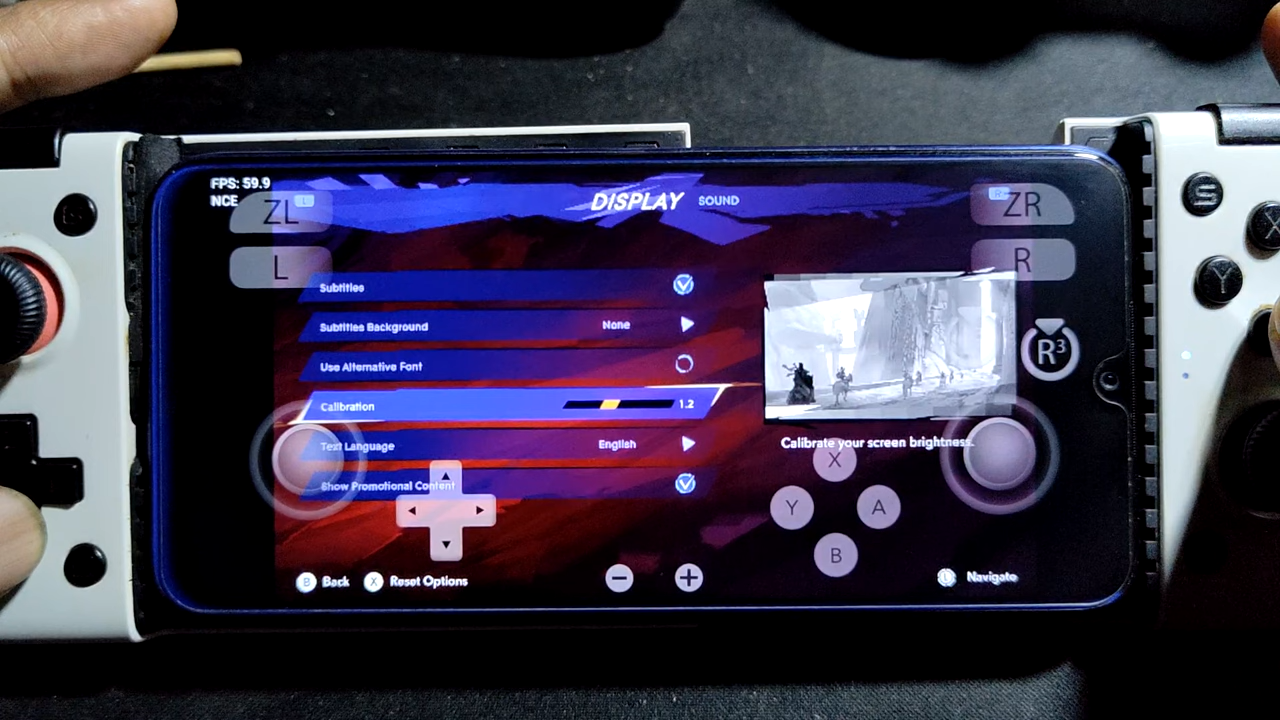 FPS: 59.9
NCE
ZL
L
DISPLAY SOUND
R
ZR
L
R
Subtitles
Subtitles Background None
Use Alternative Font
R3
Calibration 1.2
Text Language English
Calibrate your screen brightness.
Show Promotional Content
X
Y
A
B
B Back X Reset Options
L Navigate
S
X
Y